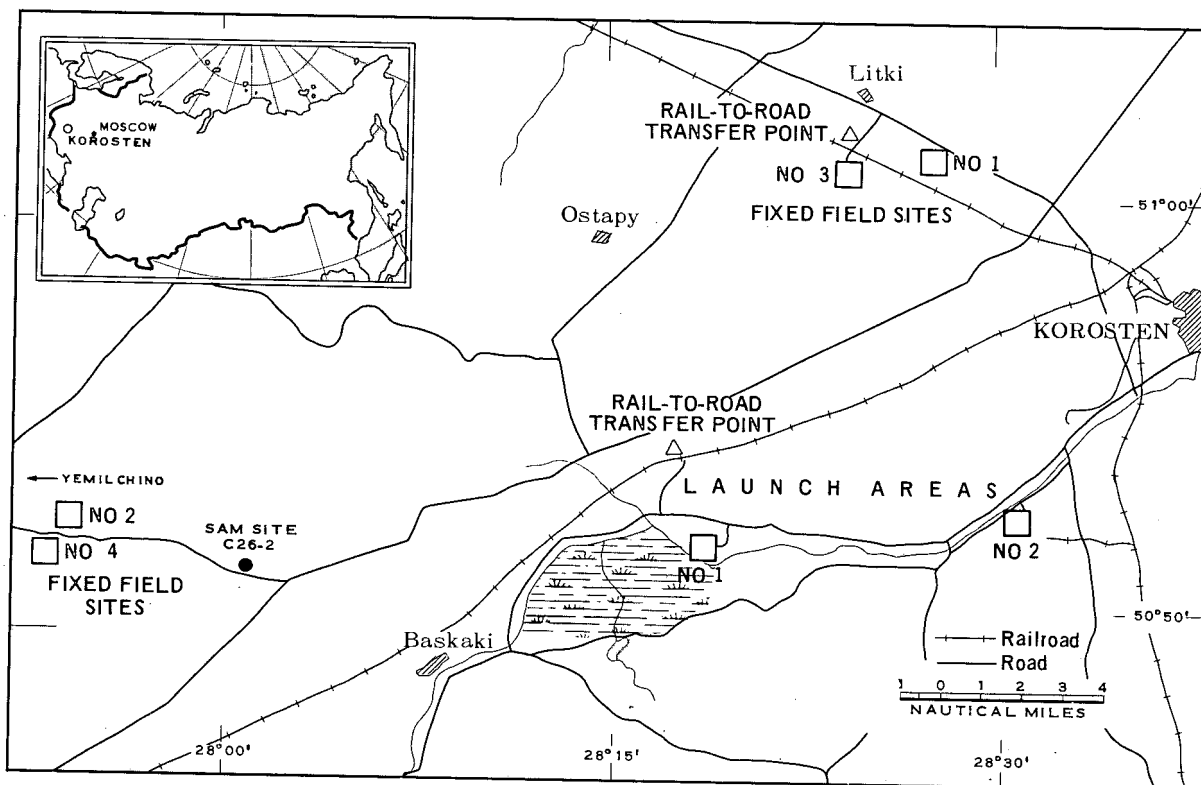 MOSCOW
KOROSTEN
Litki
RAIL-TO-ROAD
TRANSFER POINT
NO 1
NO 3
FIXED FIELD SITES
51°00'
Ostapy
KOROSTEN
RAIL-TO-ROAD
TRANSFER POINT
YEMILCHINO
LAUNCH AREAS
NO 2
SAM SITE
C26-2
NO 2
NO 4
FIXED FIELD
SITES
NO 1
50°50'
Baskaki
Railroad
Road
1 0 1 2 3 4
NAUTICAL MILES
28°00'
28°15'
28°30'